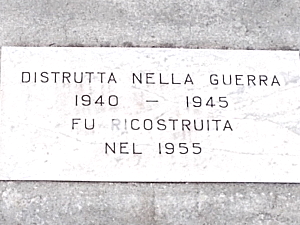 DISTRUTTA NELLA GUERRA
1940 - 1945
FU RICOSTRUITA
NEL 1955